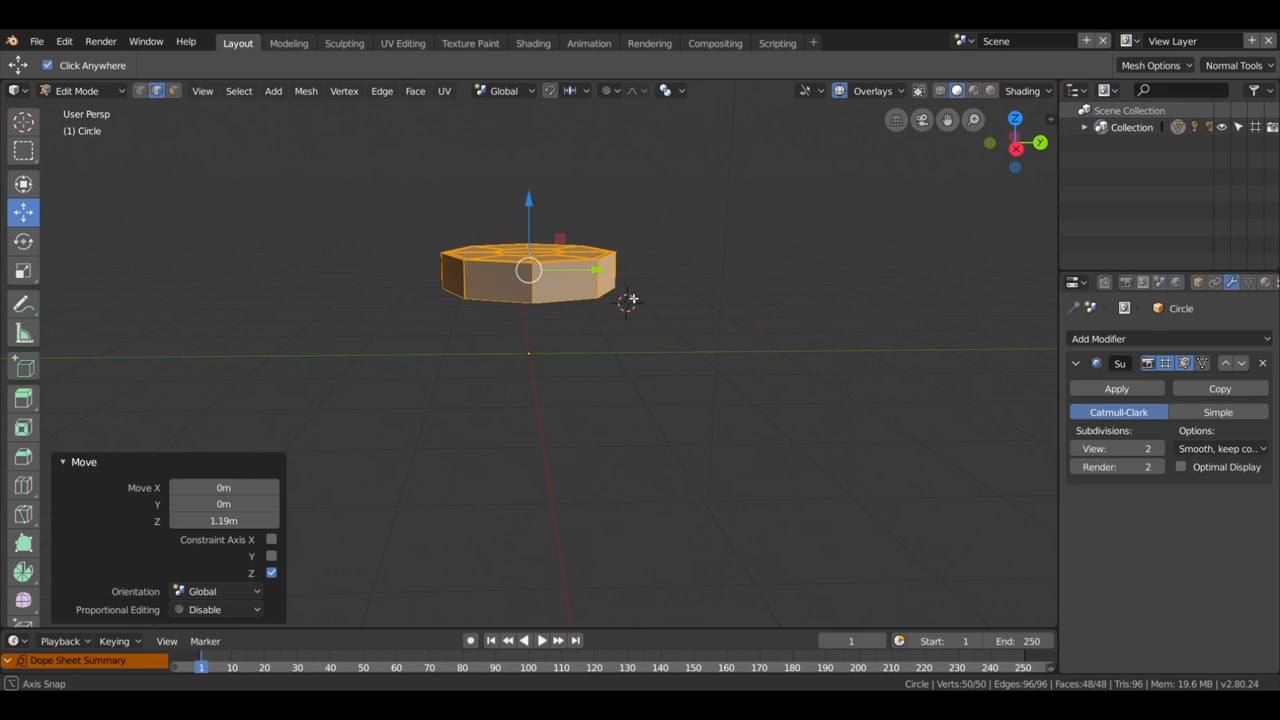 File Edit Render Window Help Layout Modeling Sculpting UV Editing Texture Paint Shading Animation Rendering Compositing Scripting + Scene View Layer
Click Anywhere Mesh Options Normal Tools
Edit Mode View Select Add Mesh Vertex Edge Face UV Global Overlays Shading
User Persp
(1) Circle
Z
Y
X
Scene Collection
Collection
Circle
Add Modifier
Su
Apply Copy
Catmull-Clark Simple
Subdivisions: Options:
View: 2 Smooth, keep co..
Render: 2 Optimal Display
Move
Move X 0m
Y 0m
Z 1.19m
Constraint Axis X
Y
Z
Orientation Global
Proportional Editing Disable
Playback Keying View Marker 1 Start: 1 End: 250
Dope Sheet Summary 1 10 20 30 40 50 60 70 80 90 100 110 120 130 140 150 160 170 180 190 200 210 220 230 240 250
Axis Snap Circle | Verts:50/50 | Edges:96/96 | Faces:48/48 | Tris:96 | Mem: 19.6 MB | v2.80.24